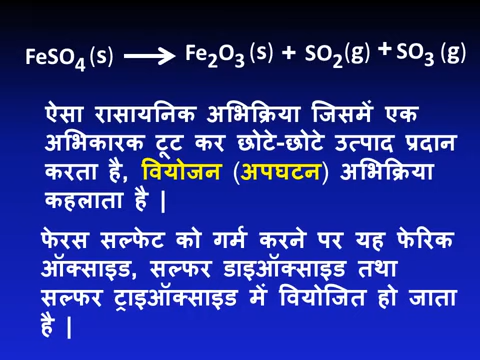 FeSO₄(s) ⟶ Fe₂O₃(s) + SO₂(g) + SO₃(g)
ऐसा रासायनिक अभिक्रिया जिसमें एक
अभिकारक टूट कर छोटे-छोटे उत्पाद प्रदान
करता है, वियोजन (अपघटन) अभिक्रिया
कहलाता है |
फेरस सल्फेट को गर्म करने पर यह फेरिक
ऑक्साइड, सल्फर डाइऑक्साइड तथा
सल्फर ट्राइऑक्साइड में वियोजित हो जाता
है |